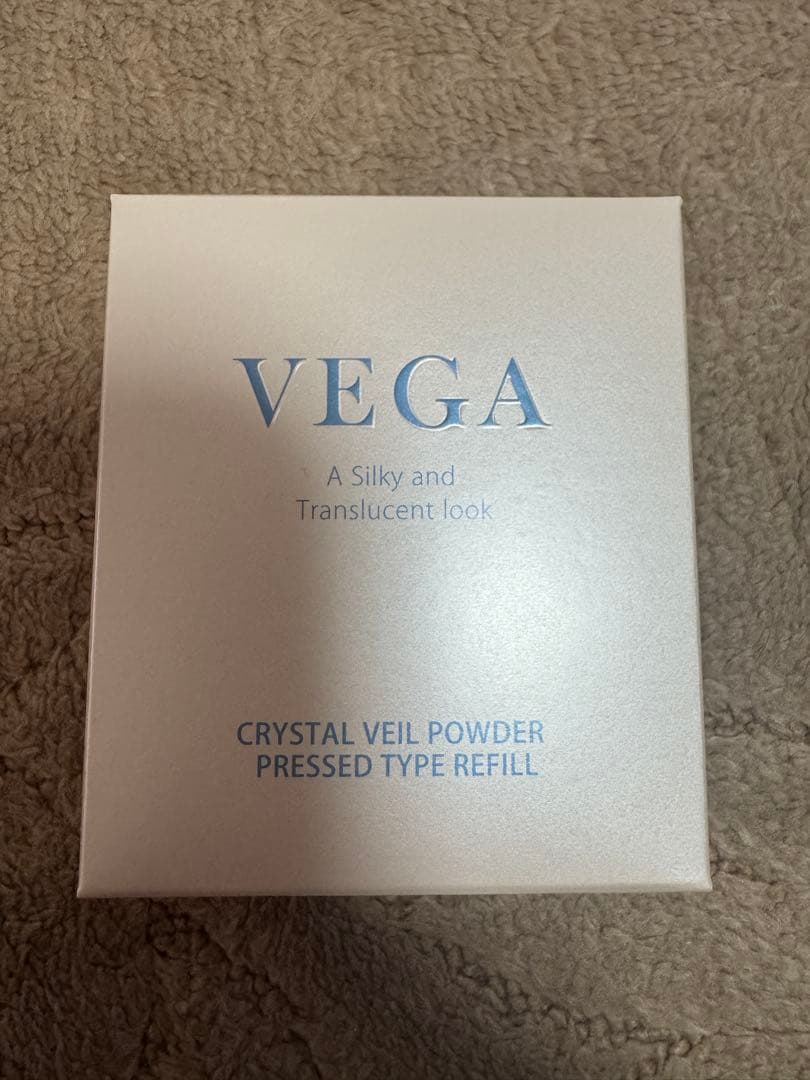 VEGA
A Silky and
Translucent look
CRYSTAL VEIL POWDER
PRESSED TYPE REFILL